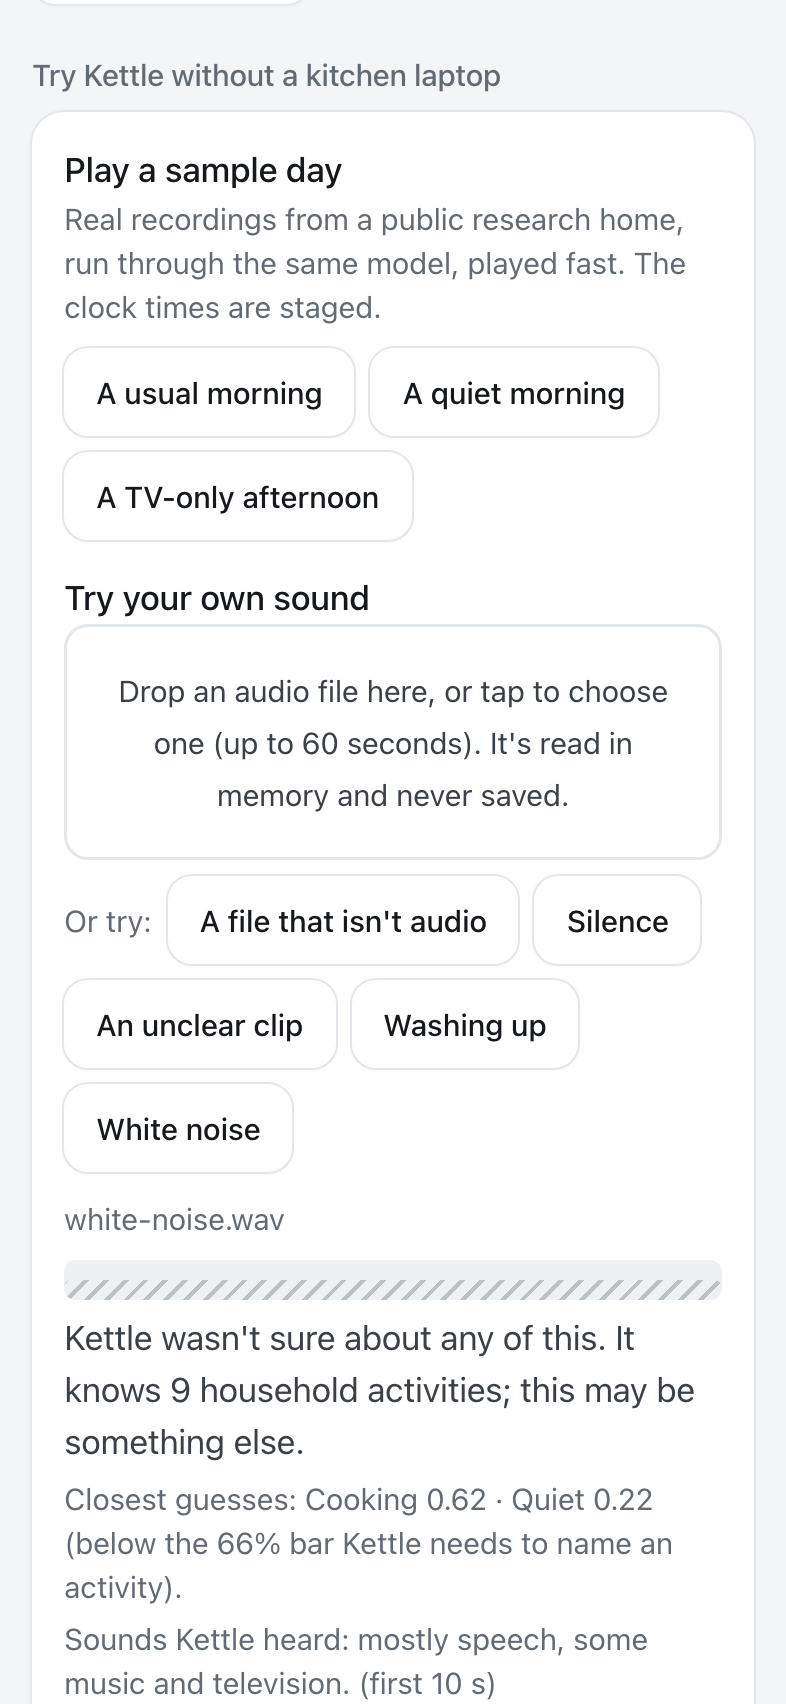 Try Kettle without a kitchen laptop
Play a sample day
Real recordings from a public research home,
run through the same model, played fast. The
clock times are staged.
A usual morning
A quiet morning
A TV-only afternoon
Try your own sound
Drop an audio file here, or tap to choose
one (up to 60 seconds). It's read in
memory and never saved.
Or try:
A file that isn't audio
Silence
An unclear clip
Washing up
White noise
white-noise.wav
Kettle wasn't sure about any of this. It
knows 9 household activities; this may be
something else.
Closest guesses: Cooking 0.62 · Quiet 0.22
(below the 66% bar Kettle needs to name an
activity).
Sounds Kettle heard: mostly speech, some
music and television. (first 10 s)